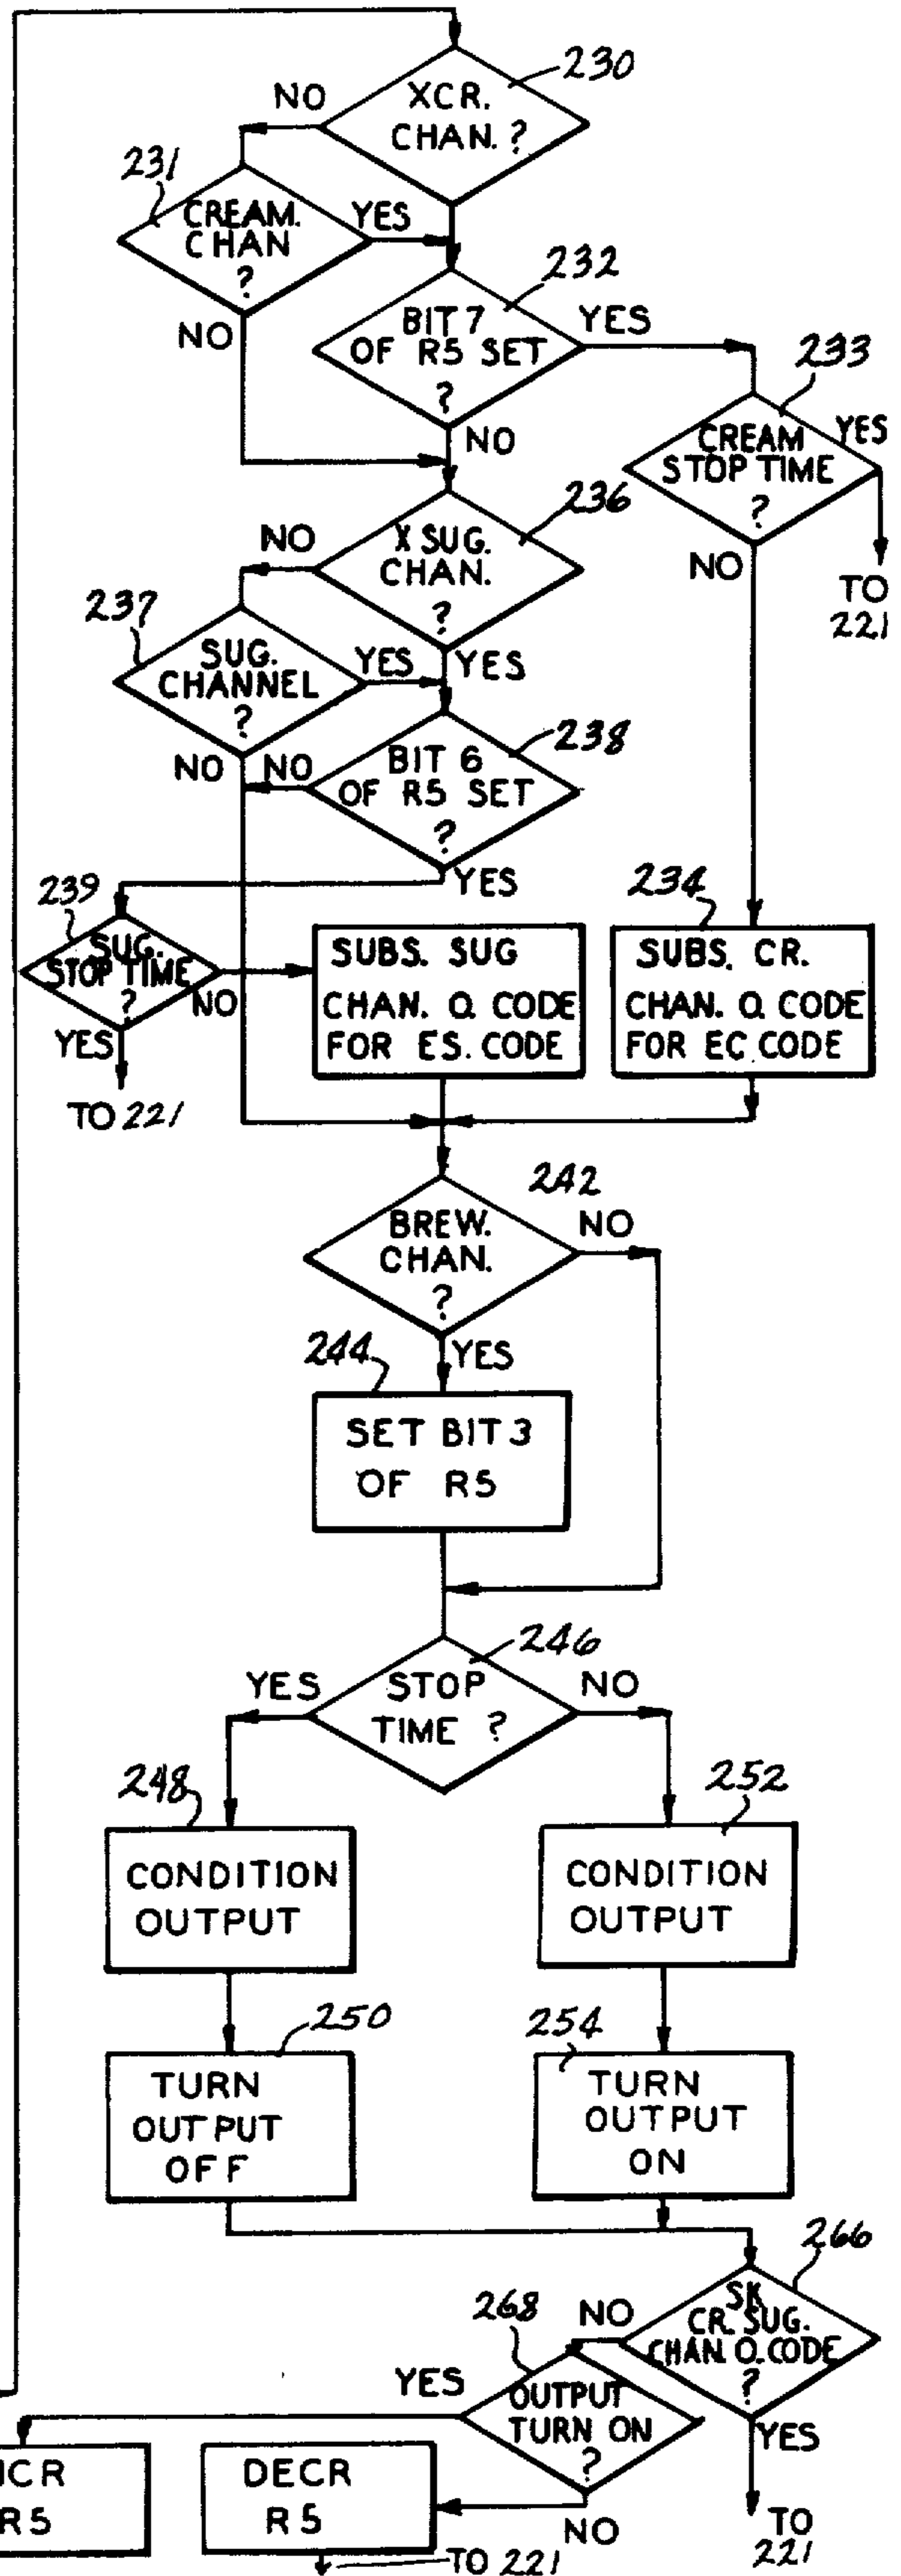 230
XCR.
CHAN. ?
NO
231
CREAM.
CHAN
?
YES
NO
232
BIT 7
OF R5 SET
?
YES
NO
233
CREAM
STOP TIME
?
YES
NO
TO
221
236
X SUG.
CHAN.
?
NO
YES
237
SUG.
CHANNEL
?
YES
NO
238
BIT 6
OF R5 SET
?
NO
YES
239
SUG.
STOP TIME
?
NO
YES
TO 221
SUBS. SUG
CHAN. O. CODE
FOR ES. CODE
234
SUBS. CR.
CHAN. O. CODE
FOR EC CODE
242
BREW.
CHAN.
?
NO
YES
244
SET BIT 3
OF R5
246
STOP
TIME ?
YES
NO
248
CONDITION
OUTPUT
252
CONDITION
OUTPUT
250
TURN
OUTPUT
OFF
254
TURN
OUTPUT
ON
266
SK
CR. SUG.
CHAN. O. CODE
?
NO
YES
TO
221
268
OUTPUT
TURN ON
?
YES
NO
R5
DECR
R5
TO 221